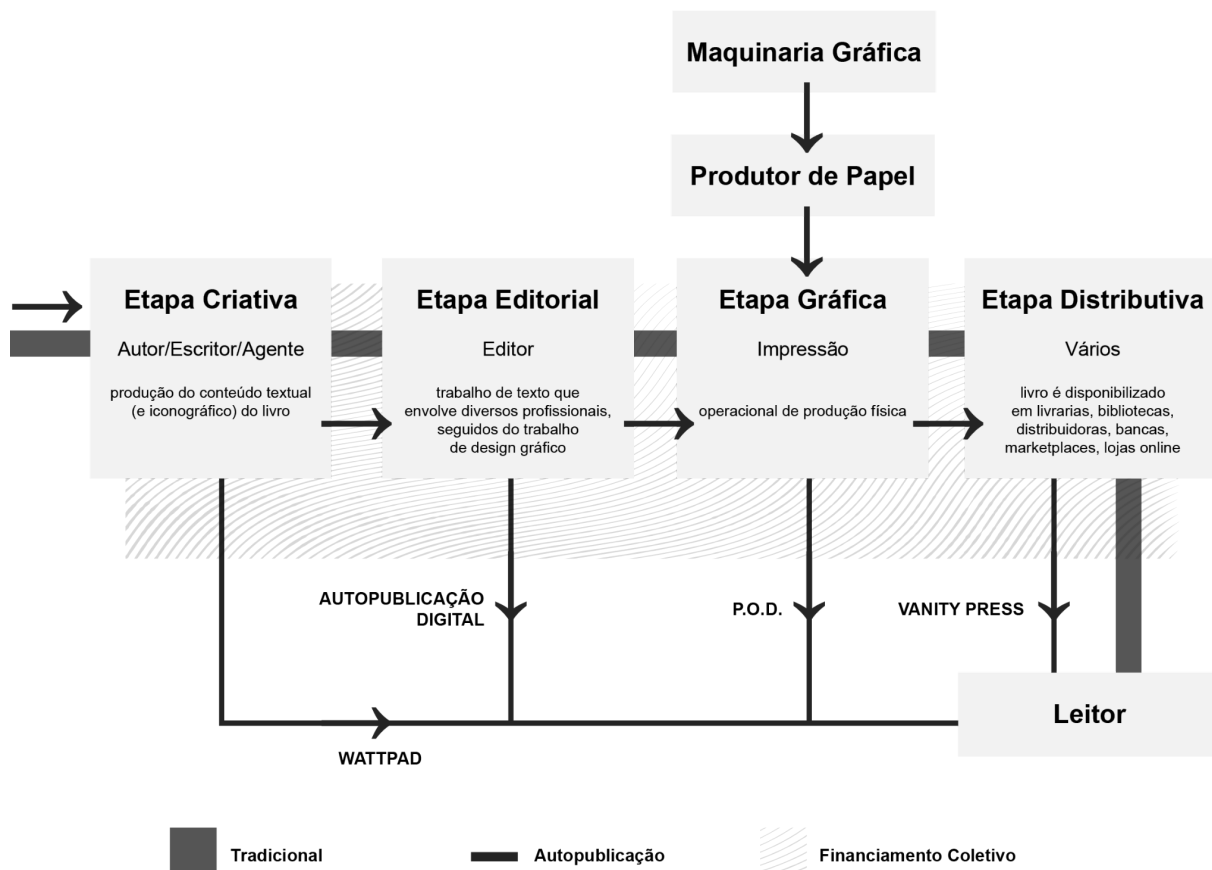 Maquinaria Gráfica
Produtor de Papel
Etapa Criativa
Autor/Escritor/Agente
produção do conteúdo textual
(e iconográfico) do livro
Etapa Editorial
Editor
trabalho de texto que
envolve diversos profissionais,
seguidos do trabalho
de design gráfico
Etapa Gráfica
Impressão
operacional de produção física
Etapa Distributiva
Vários
livro é disponibilizado
em livrarias, bibliotecas,
distribuidoras, bancas,
marketplaces, lojas online
AUTOPUBLICAÇÃO
DIGITAL
P.O.D.
VANITY PRESS
Leitor
WATTPAD
Tradicional
Autopublicação
Financiamento Coletivo